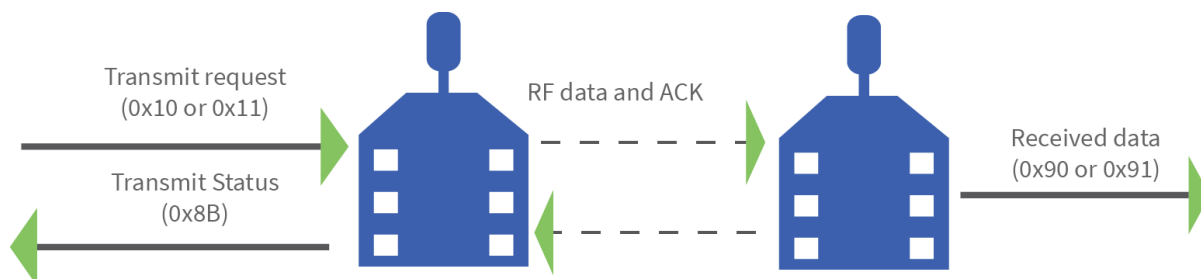 Transmit request
(0x10 or 0x11)
RF data and ACK
Received data
(0x90 or 0x91)
Transmit Status
(0x8B)